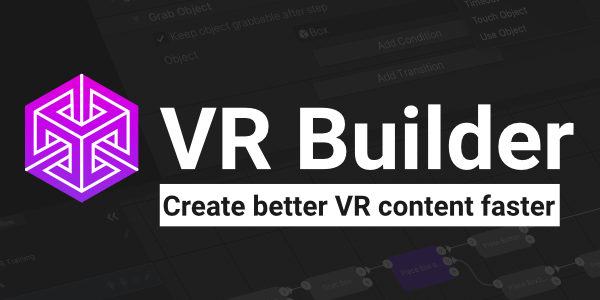 Grab Object
Keep object grabbable after step
Object
Box
Add Condition
Add Transition
Touch Object
Use Object
VR Builder
Create better VR content faster
Training